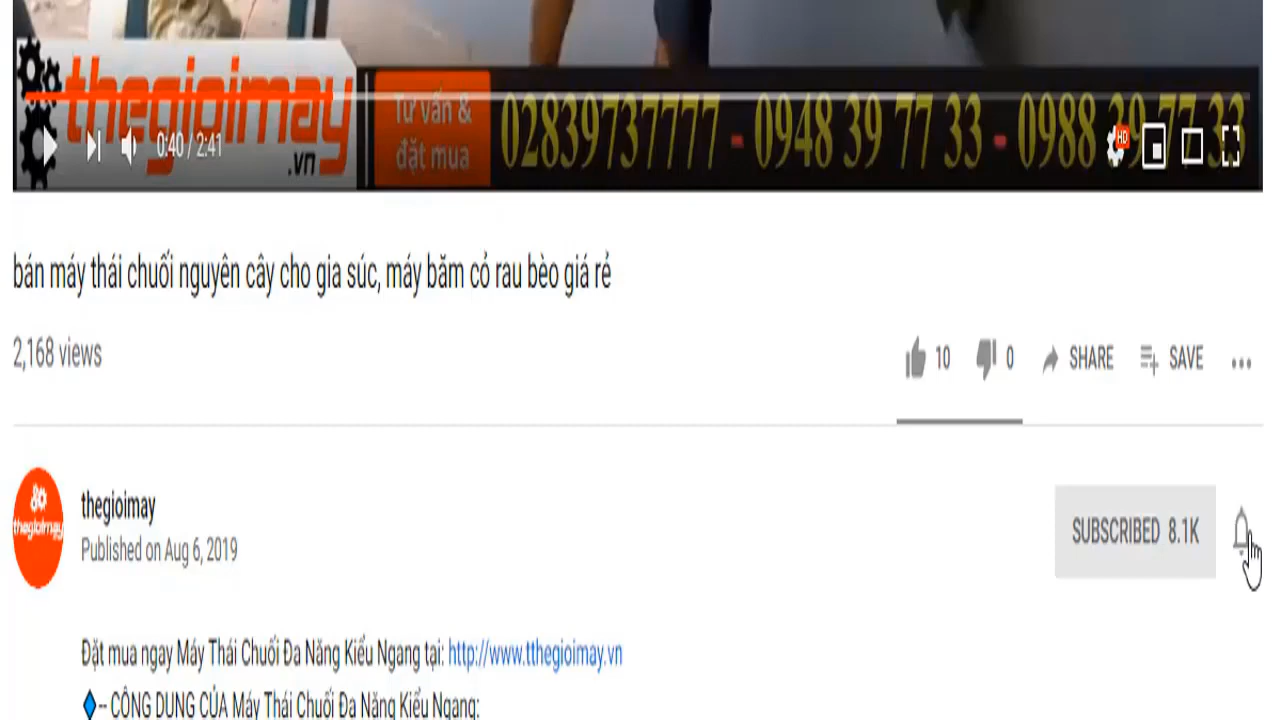 thegioimay
.vn
Tư vấn &
đặt mua
02839737777 - 0948 39 77 33 - 0988 39 77 33
HD
0:40 / 2:41
bán máy thái chuối nguyên cây cho gia súc, máy băm cỏ rau bèo giá rẻ
2,168 views
10 0 SHARE SAVE
thegioimay
thegioimay
Published on Aug 6, 2019
SUBSCRIBED 8.1K
Đặt mua ngay Máy Thái Chuối Đa Năng Kiểu Ngang tại: http://www.tthegioimay.vn
-- CÔNG DỤNG CỦA Máy Thái Chuối Đa Năng Kiểu Ngang: